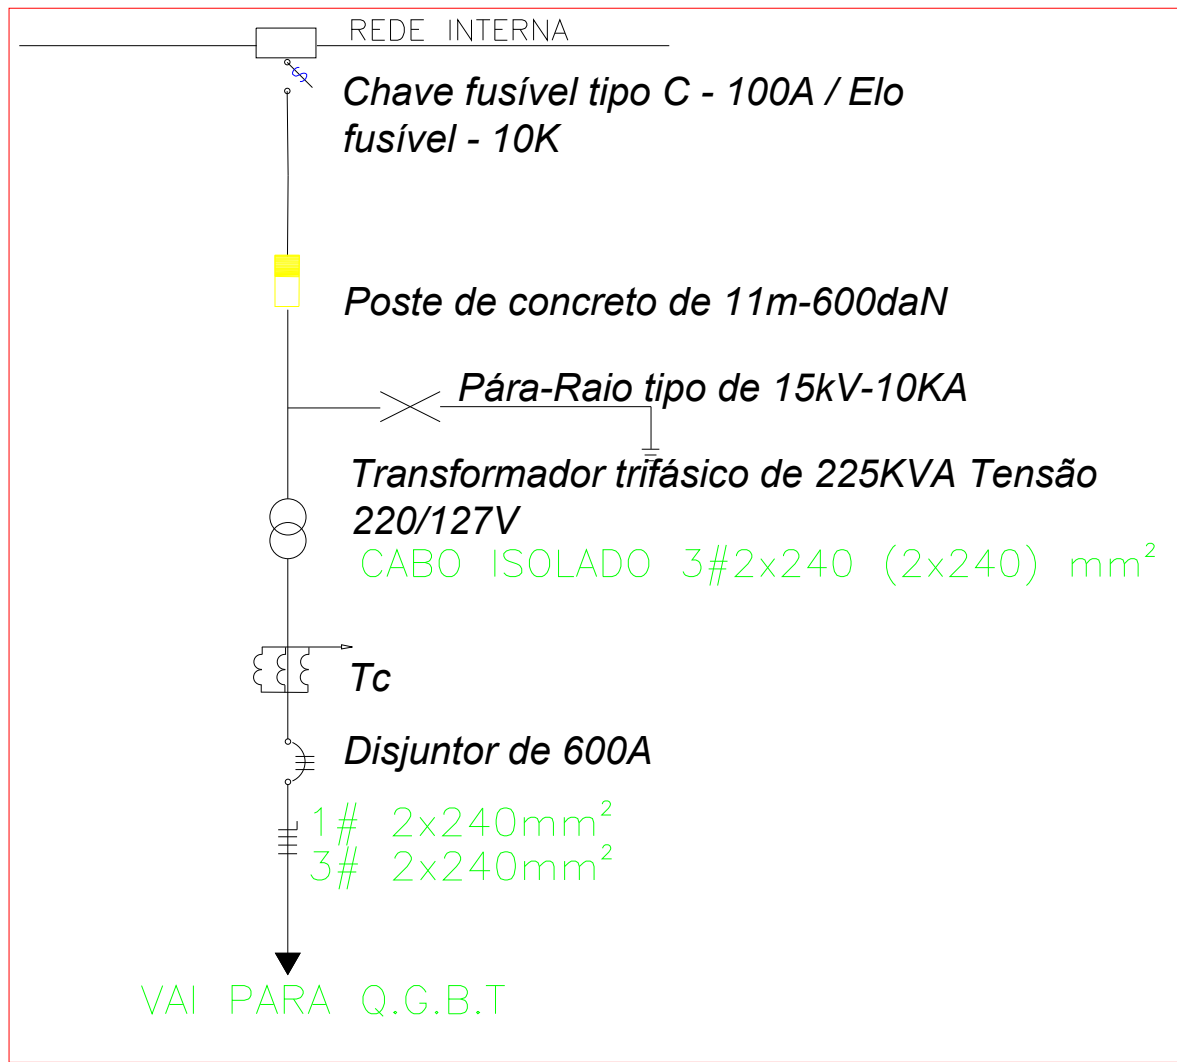 REDE INTERNA
Chave fusível tipo C - 100A / Elo
fusível - 10K
Poste de concreto de 11m-600daN
Pára-Raio tipo de 15kV-10KA
Transformador trifásico de 225KVA Tensão
220/127V
CABO ISOLADO 3#2x240 (2x240) mm²
Tc
Disjuntor de 600A
1# 2x240mm²
3# 2x240mm²
VAI PARA Q.G.B.T